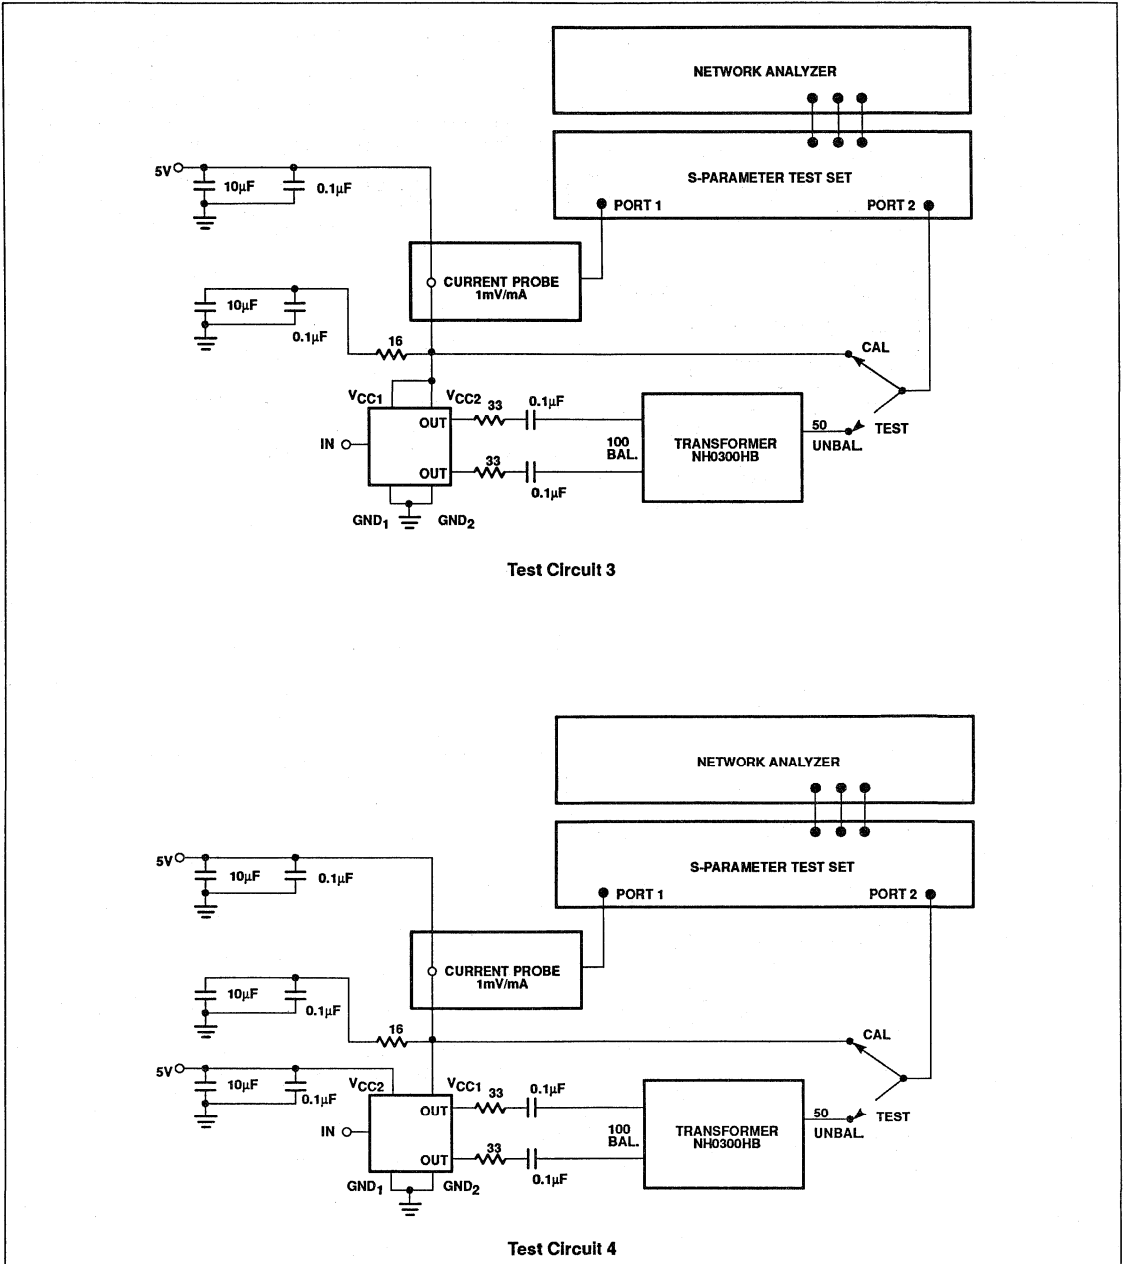 NETWORK ANALYZER
S-PARAMETER TEST SET
5V
10µF
0.1µF
PORT 1
PORT 2
CURRENT PROBE
1mV/mA
10µF
0.1µF
16
CAL
VCC1
VCC2
33
0.1µF
OUT
IN
100
BAL.
TRANSFORMER
NH0300HB
50
UNBAL.
TEST
OUT
33
0.1µF
GND1
GND2
Test Circuit 3
NETWORK ANALYZER
S-PARAMETER TEST SET
5V
10µF
0.1µF
PORT 1
PORT 2
CURRENT PROBE
1mV/mA
10µF
0.1µF
16
CAL
5V
10µF
0.1µF
VCC2
VCC1
33
0.1µF
OUT
IN
100
BAL.
TRANSFORMER
NH0300HB
50
UNBAL.
TEST
OUT
33
0.1µF
GND1
GND2
Test Circuit 4